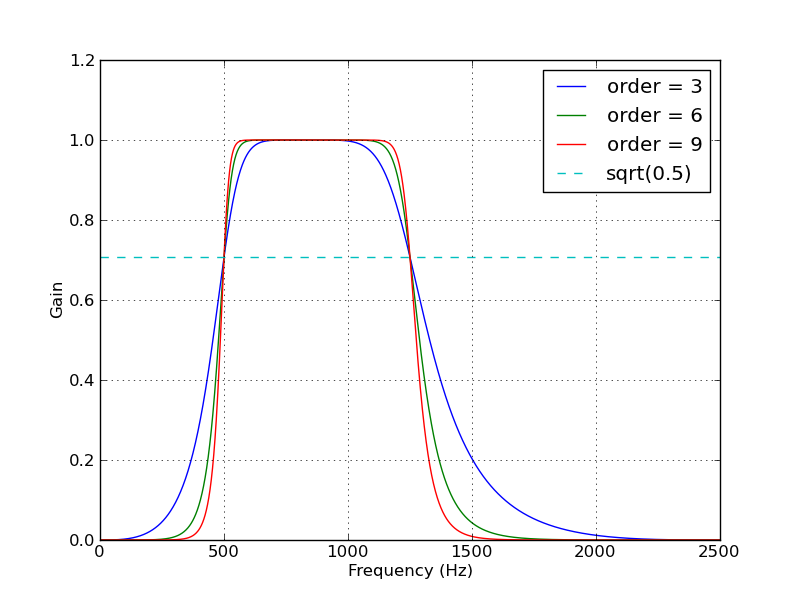 1.2
1.0
0.8
0.6
0.4
0.2
0.0
Gain
order = 3
order = 6
order = 9
sqrt(0.5)
0 500 1000 1500 2000 2500
Frequency (Hz)